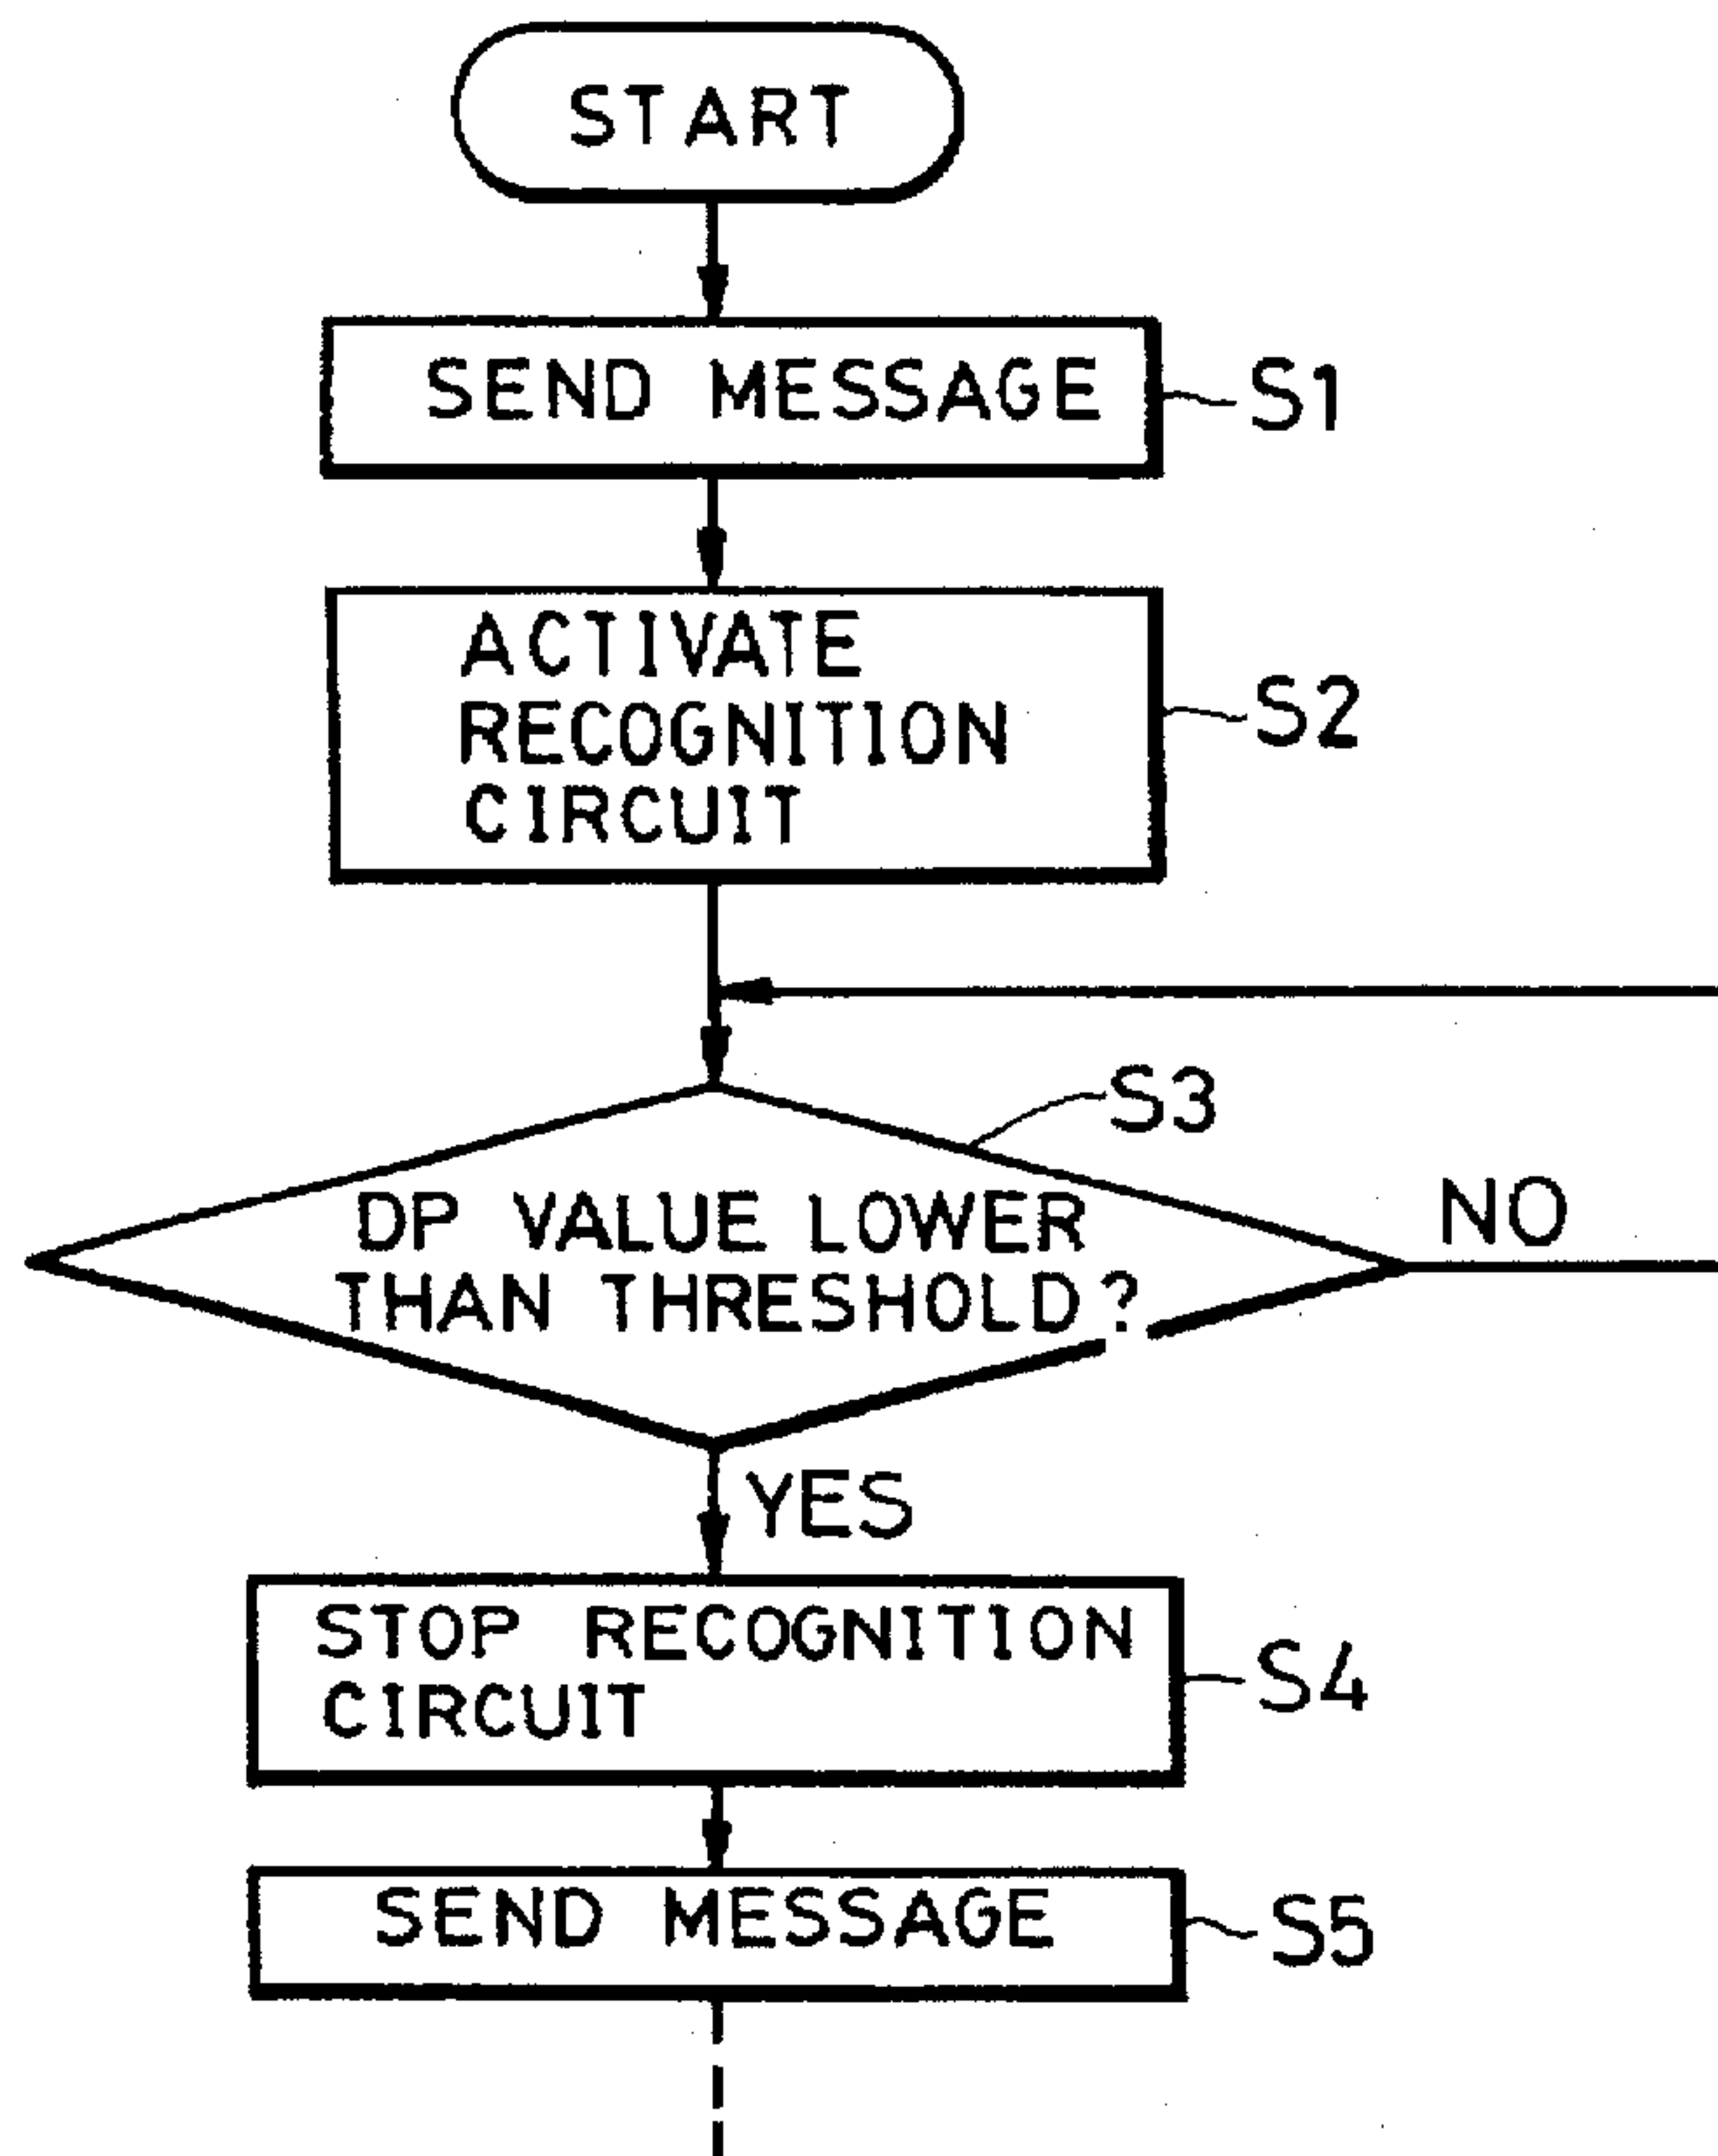 START
SEND MESSAGE
S1
ACTIVATE
RECOGNITION
CIRCUIT
S2
S3
DP VALUE LOWER
THAN THRESHOLD?
NO
YES
STOP RECOGNITION
CIRCUIT
S4
SEND MESSAGE
S5